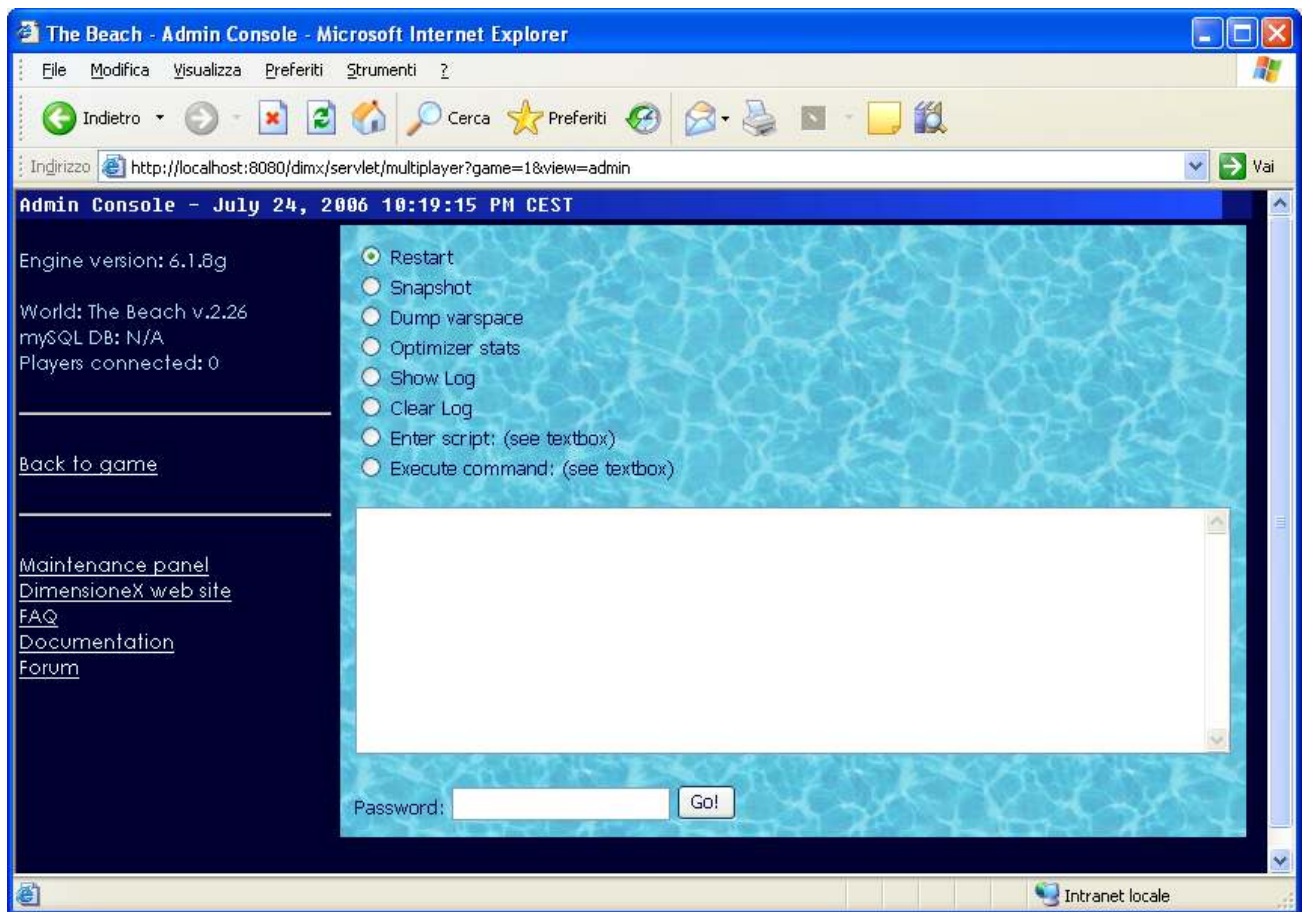 The Beach - Admin Console - Microsoft Internet Explorer
File Modifica Visualizza Preferiti Strumenti ?
Indietro Cerca Preferiti
Indirizzo http://localhost:8080/dimx/servlet/multiplayer?game=1&view=admin Vai
Admin Console - July 24, 2006 10:19:15 PM CEST
Engine version: 6.1.8g
World: The Beach v.2.26
mySQL DB: N/A
Players connected: 0
Back to game
Maintenance panel
DimensioneX web site
FAQ
Documentation
Forum
Restart
Snapshot
Dump varspace
Optimizer stats
Show Log
Clear Log
Enter script: (see textbox)
Execute command: (see textbox)
Password: Go!
Intranet locale